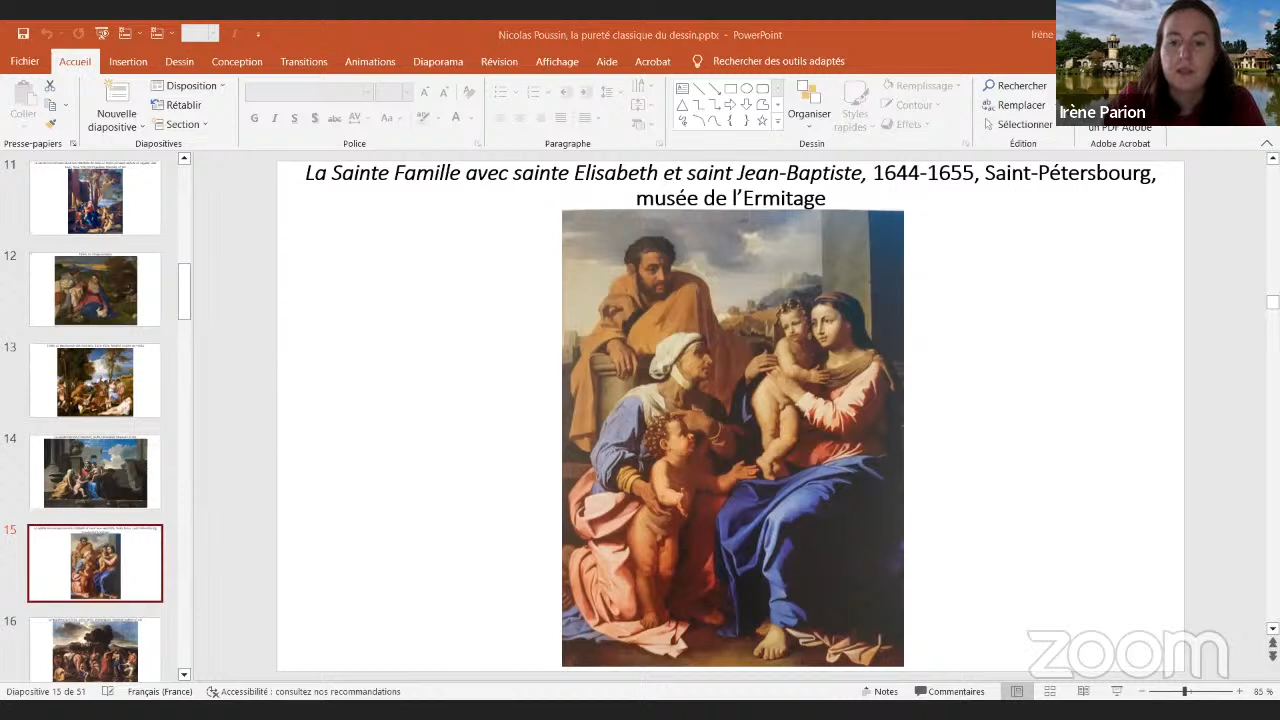 Nicolas Poussin, la pureté classique du dessin.pptx - PowerPoint
Irène
Fichier
Accueil
Insertion
Dessin
Conception
Transitions
Animations
Diaporama
Révision
Affichage
Aide
Acrobat
Rechercher des outils adaptés
Coller
Nouvelle
diapositive
Disposition
Rétablir
Section
G I S S
Organiser
Styles
rapides
Remplissage
Contour
Effets
Rechercher
Remplacer
Sélectionner
Irène Parion
un PDF Adobe
Presse-papiers
Diapositives
Police
Paragraphe
Dessin
Édition
Adobe Acrobat
11
12
13
14
15
16
La Sainte Famille avec sainte Elisabeth et saint Jean-Baptiste, 1644-1655, Saint-Pétersbourg,
musée de l'Ermitage
zoom
Diapositive 15 de 51
Français (France)
Accessibilité : consultez nos recommandations
Notes
Commentaires
85 %